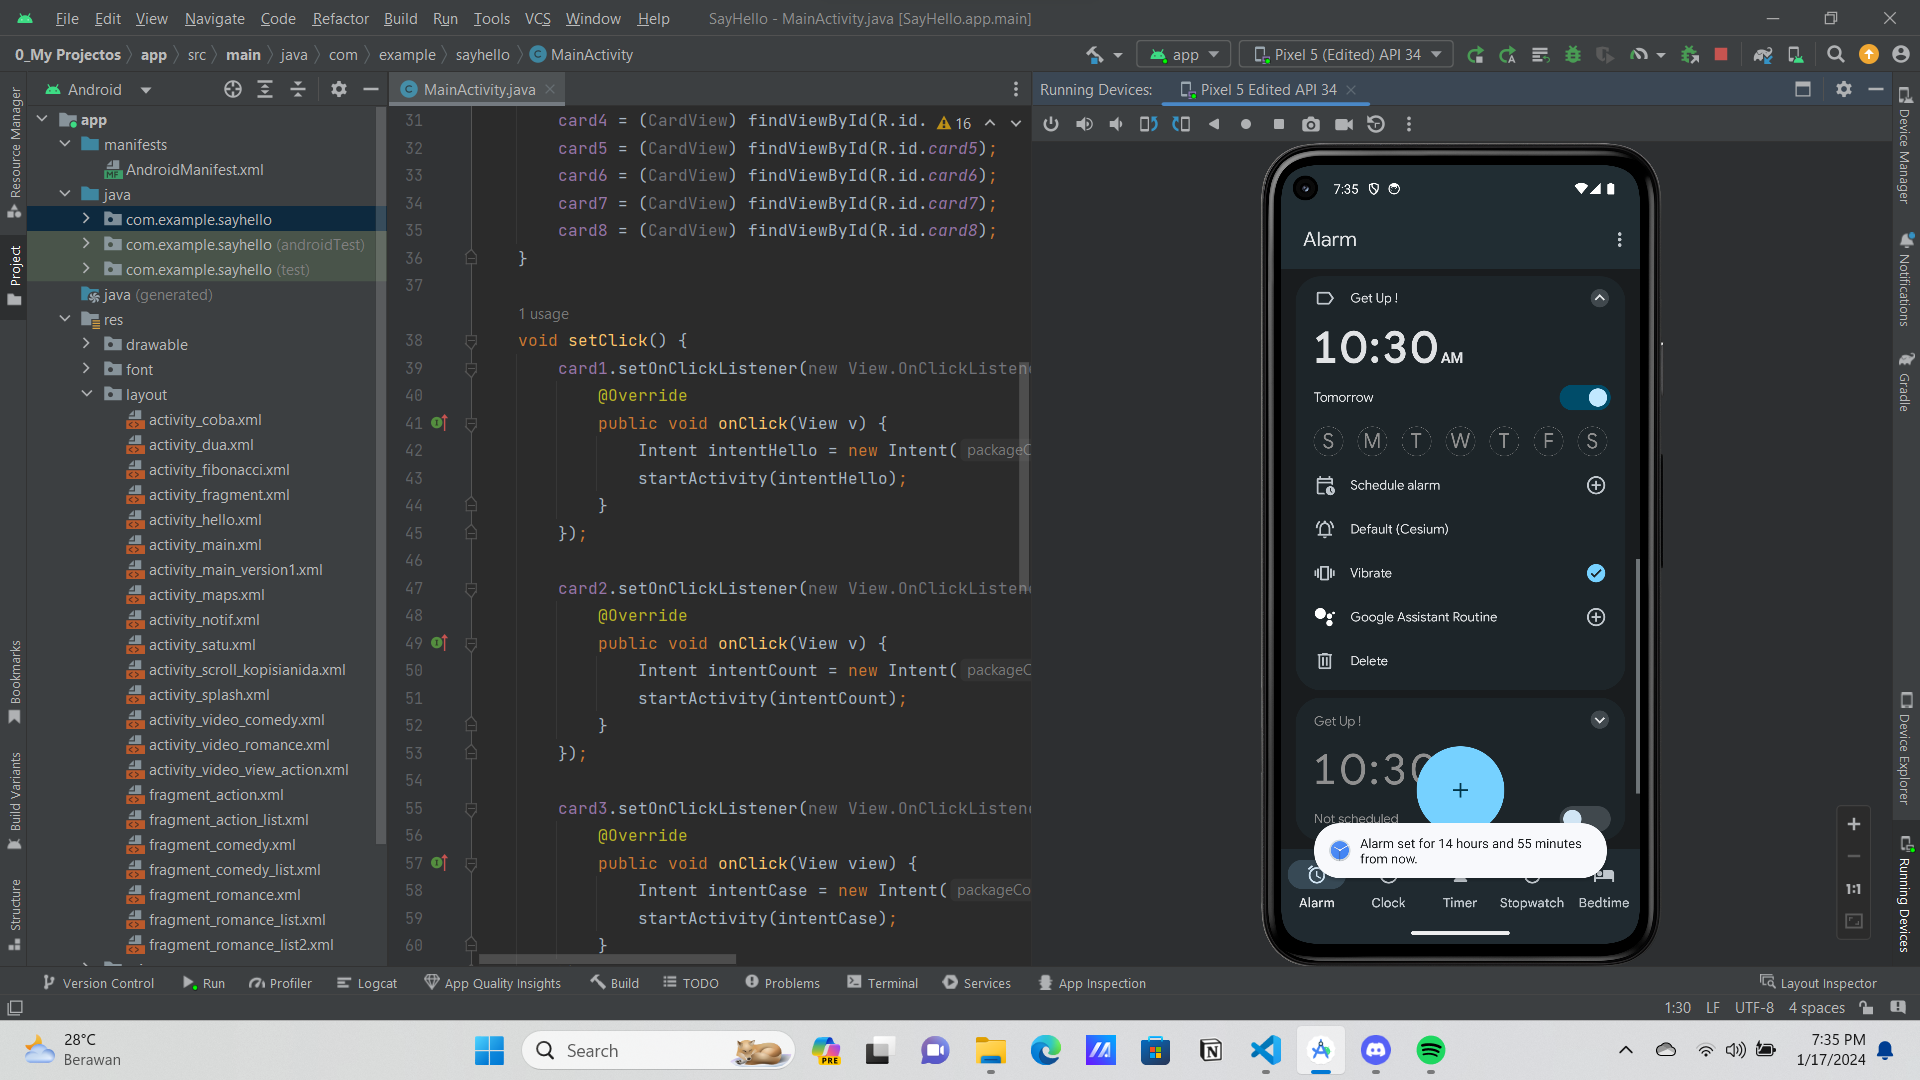 File Edit View Navigate Code Refactor Build Run Tools VCS Window Help SayHello - MainActivity.java [SayHello.app.main]
0_My Projectos app src main java com example sayhello MainActivity app Pixel 5 (Edited) API 34
Android
MainActivity.java
Running Devices: Pixel 5 Edited API 34
Resource Manager
Project
Bookmarks
Build Variants
Structure
app
manifests
AndroidManifest.xml
java
com.example.sayhello
com.example.sayhello (androidTest)
com.example.sayhello (test)
java (generated)
res
drawable
font
layout
activity_coba.xml
activity_dua.xml
activity_fibonacci.xml
activity_fragment.xml
activity_hello.xml
activity_main.xml
activity_main_version1.xml
activity_maps.xml
activity_notif.xml
activity_satu.xml
activity_scroll_kopisianida.xml
activity_splash.xml
activity_video_comedy.xml
activity_video_romance.xml
activity_video_view_action.xml
fragment_action.xml
fragment_action_list.xml
fragment_comedy.xml
fragment_comedy_list.xml
fragment_romance.xml
fragment_romance_list.xml
fragment_romance_list2.xml
31 card4 = (CardView) findViewById(R.id. 16
32 card5 = (CardView) findViewById(R.id.card5);
33 card6 = (CardView) findViewById(R.id.card6);
34 card7 = (CardView) findViewById(R.id.card7);
35 card8 = (CardView) findViewById(R.id.card8);
36 }
37
1 usage
38 void setClick() {
39 card1.setOnClickListener(new View.OnClickListene
40 @Override
41 public void onClick(View v) {
42 Intent intentHello = new Intent( packageC
43 startActivity(intentHello);
44 }
45 });
46
47 card2.setOnClickListener(new View.OnClickListene
48 @Override
49 public void onClick(View v) {
50 Intent intentCount = new Intent( packageC
51 startActivity(intentCount);
52 }
53 });
54
55 card3.setOnClickListener(new View.OnClickListene
56 @Override
57 public void onClick(View view) {
58 Intent intentCase = new Intent( packageCo
59 startActivity(intentCase);
60 }
7:35
Alarm
Get Up !
10:30 AM
Tomorrow
S M T W T F S
Schedule alarm
Default (Cesium)
Vibrate
Google Assistant Routine
Delete
Get Up !
10:30
Not scheduled
Alarm set for 14 hours and 55 minutes
from now.
Alarm Clock Timer Stopwatch Bedtime
1:1
Device Manager
Notifications
Gradle
Device Explorer
Running Devices
Version Control Run Profiler Logcat App Quality Insights Build TODO Problems Terminal Services App Inspection Layout Inspector
1:30 LF UTF-8 4 spaces
28°C
Berawan
Search
PRE
7:35 PM
1/17/2024